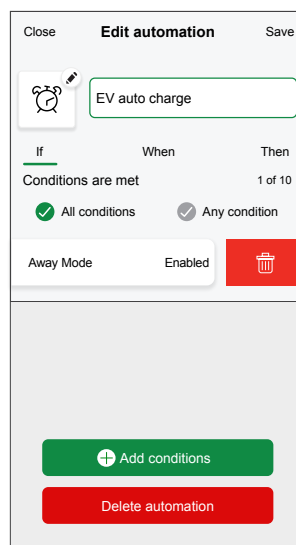 Close Edit automation Save
EV auto charge
If When Then
Conditions are met 1 of 10
All conditions Any condition
Away Mode Enabled
Add conditions
Delete automation